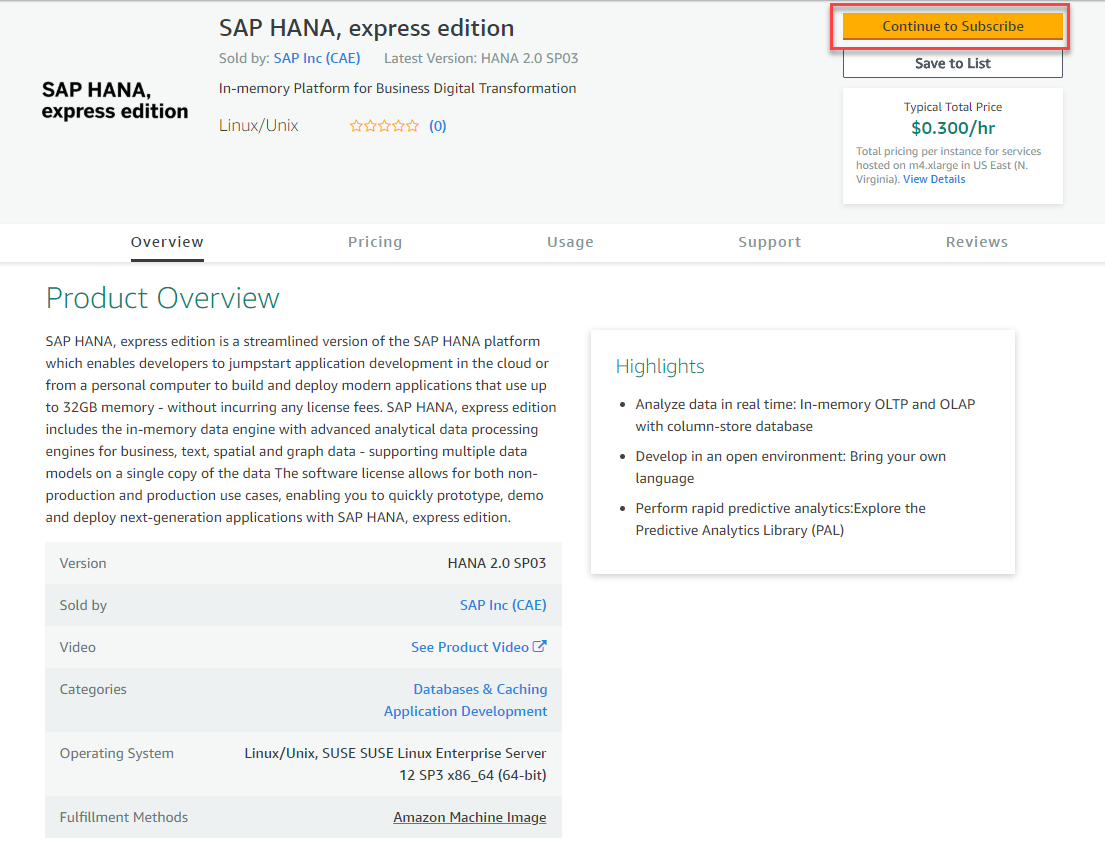 SAP HANA, express edition
Continue to Subscribe
Sold by: SAP Inc (CAE) Latest Version: HANA 2.0 SP03
Save to List
SAP HANA,
express edition
In-memory Platform for Business Digital Transformation
Linux/Unix (0)
Typical Total Price
$0.300/hr
Total pricing per instance for services
hosted on m4.xlarge in US East (N.
Virginia). View Details
Overview Pricing Usage Support Reviews
Product Overview
SAP HANA, express edition is a streamlined version of the SAP HANA platform
which enables developers to jumpstart application development in the cloud or
from a personal computer to build and deploy modern applications that use up
to 32GB memory - without incurring any license fees. SAP HANA, express edition
includes the in-memory data engine with advanced analytical data processing
engines for business, text, spatial and graph data - supporting multiple data
models on a single copy of the data The software license allows for both non-
production and production use cases, enabling you to quickly prototype, demo
and deploy next-generation applications with SAP HANA, express edition.
Highlights
Analyze data in real time: In-memory OLTP and OLAP
with column-store database
Develop in an open environment: Bring your own
language
Perform rapid predictive analytics:Explore the
Predictive Analytics Library (PAL)
Version HANA 2.0 SP03
Sold by SAP Inc (CAE)
Video See Product Video
Categories Databases & Caching
Application Development
Operating System Linux/Unix, SUSE SUSE Linux Enterprise Server
12 SP3 x86_64 (64-bit)
Fulfillment Methods Amazon Machine Image